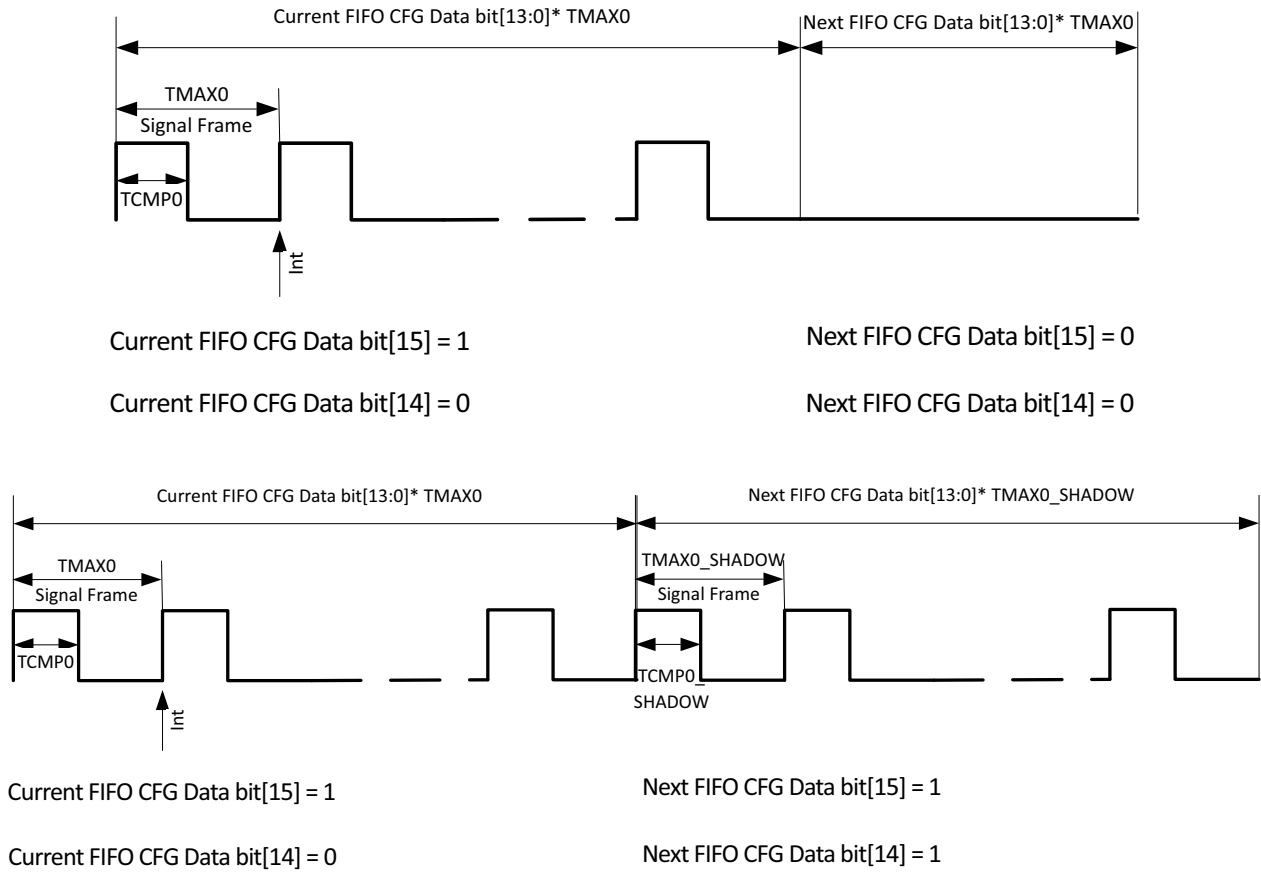 Current FIFO CFG Data bit[13:0]* TMAX0
Next FIFO CFG Data bit[13:0]* TMAX0
TMAX0
Signal Frame
TCMP0
Int
Current FIFO CFG Data bit[15] = 1
Next FIFO CFG Data bit[15] = 0
Current FIFO CFG Data bit[14] = 0
Next FIFO CFG Data bit[14] = 0
Current FIFO CFG Data bit[13:0]* TMAX0
Next FIFO CFG Data bit[13:0]* TMAX0_SHADOW
TMAX0
Signal Frame
TMAX0_SHADOW
Signal Frame
TCMP0
TCMP0_
SHADOW
Int
Current FIFO CFG Data bit[15] = 1
Next FIFO CFG Data bit[15] = 1
Current FIFO CFG Data bit[14] = 0
Next FIFO CFG Data bit[14] = 1